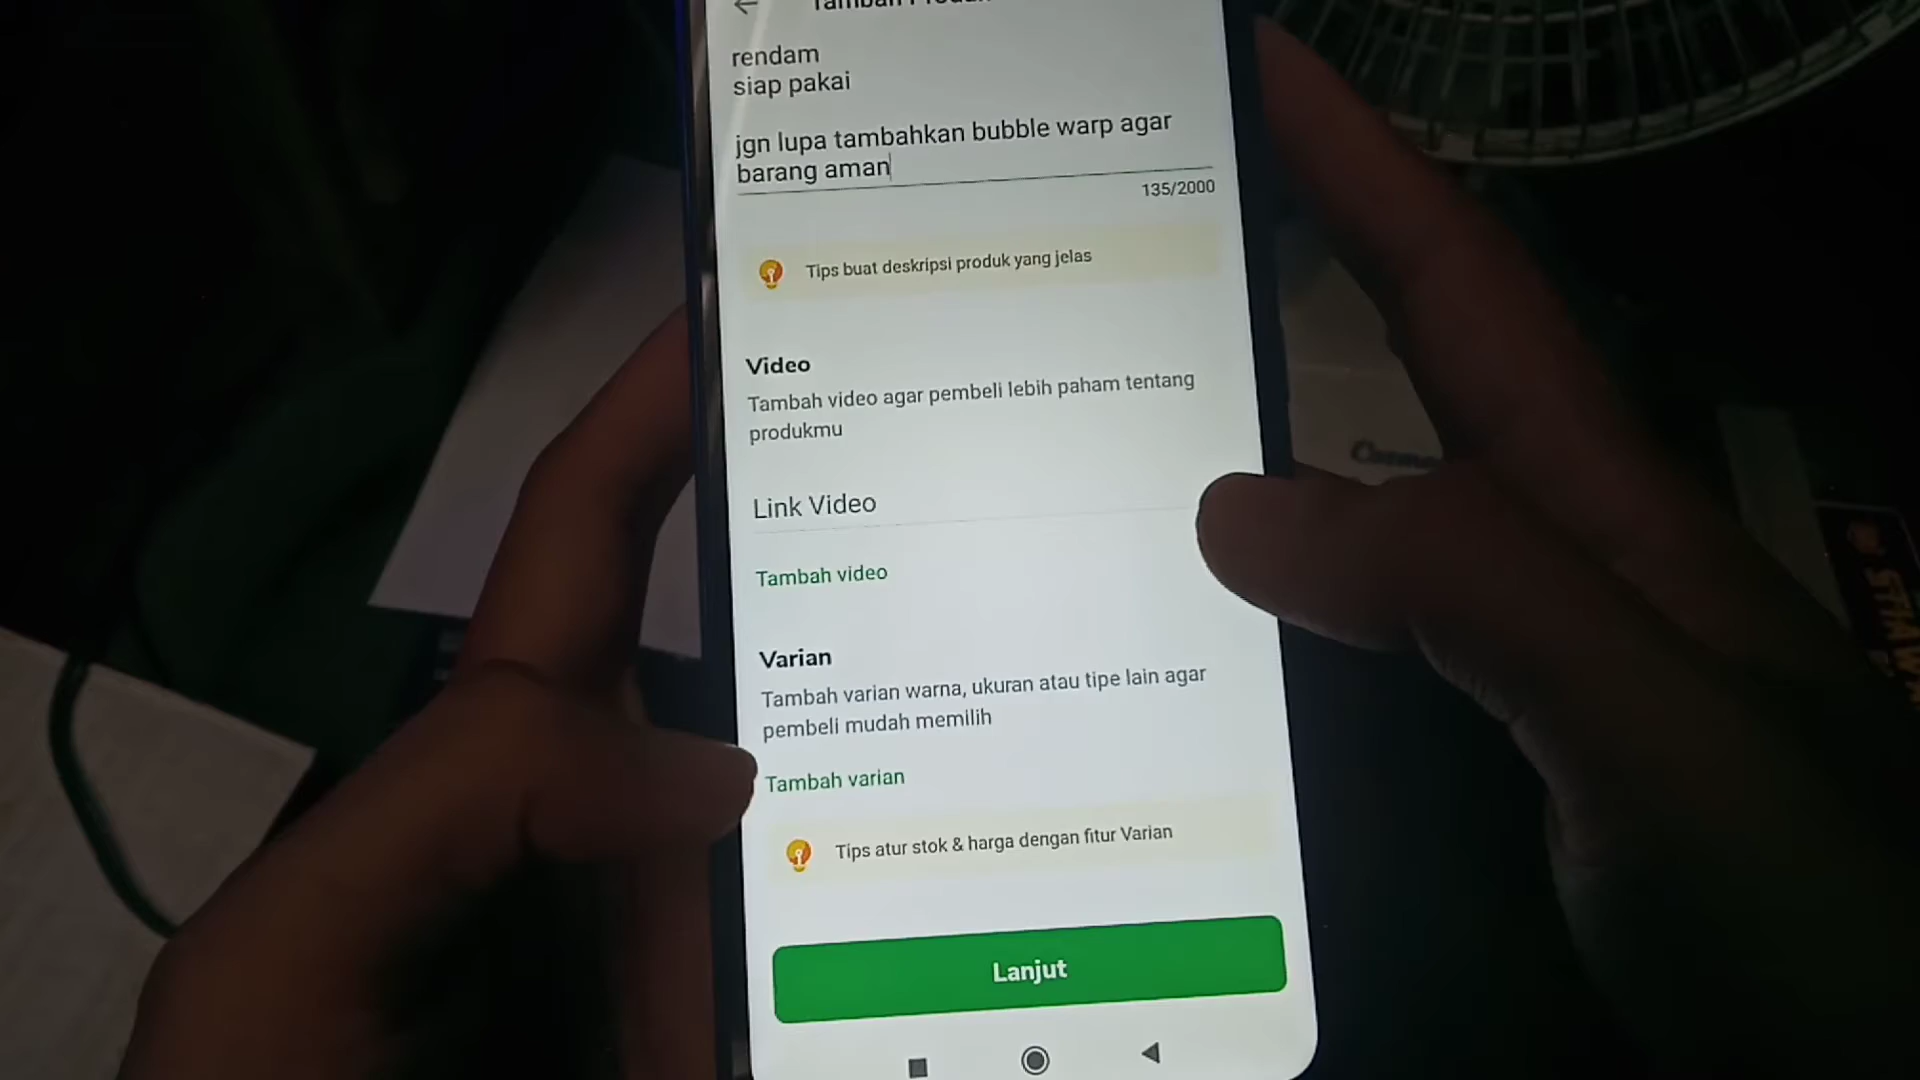 Tambah Produk
rendam
siap pakai
jgn lupa tambahkan bubble warp agar
barang aman
135/2000
Tips buat deskripsi produk yang jelas
Video
Tambah video agar pembeli lebih paham tentang
produkmu
Link Video
Tambah video
Varian
Tambah varian warna, ukuran atau tipe lain agar
pembeli mudah memilih
Tambah varian
Tips atur stok & harga dengan fitur Varian
Lanjut